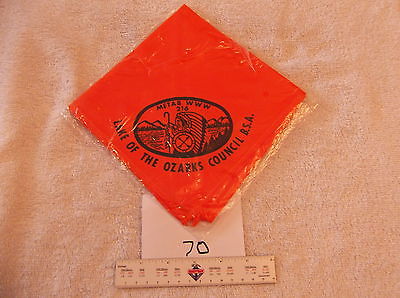 METAB WWW
216
LAKE OF THE OZARKS COUNCIL B.S.A.
70